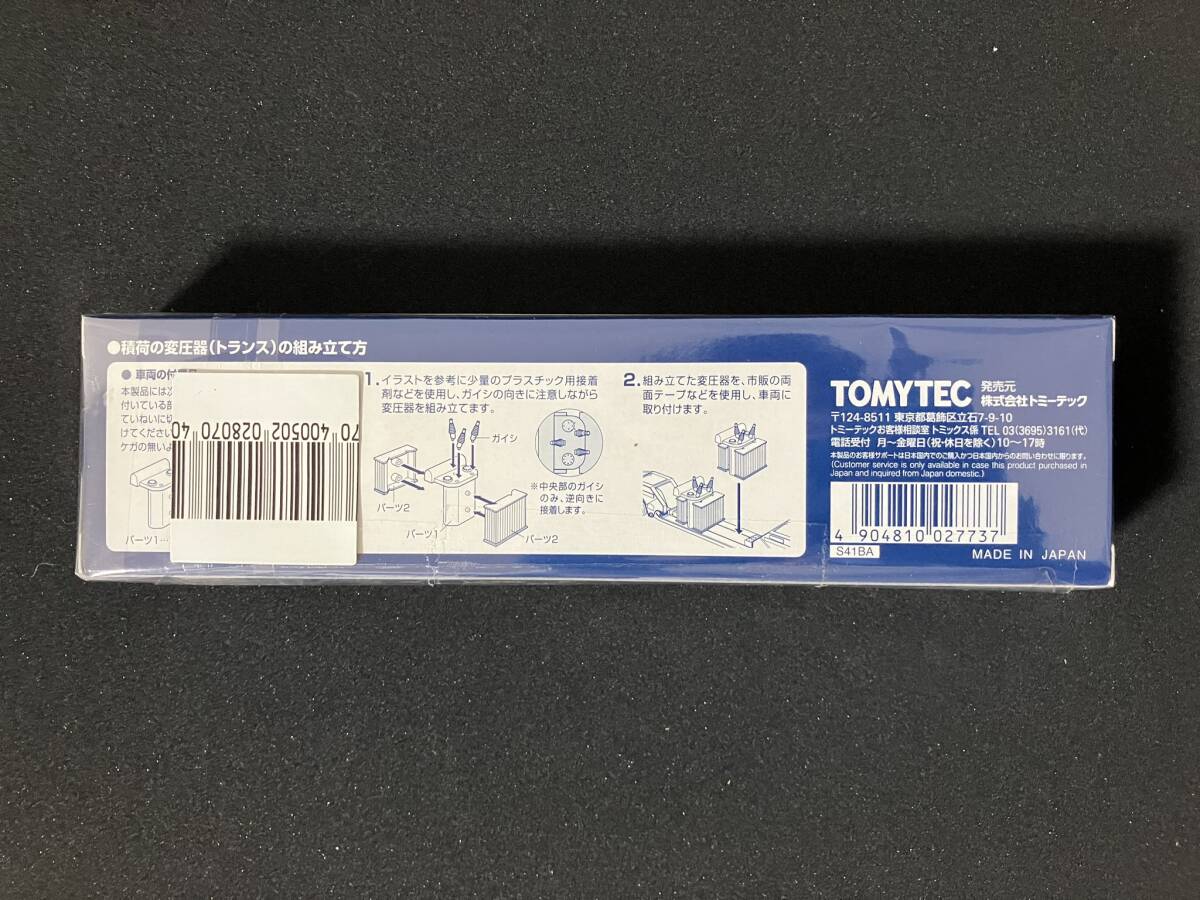 ●積荷の変圧器(トランス)の組み立て方
● 車両の付属品
本製品には次
付いている部
ていねいに切
けてください
ケガの無いよ
パーツ1…
70 400502 028070 40
1. イラストを参考に少量のプラスチック用接着
剤などを使用し、ガイシの向きに注意しながら
変圧器を組み立てます。
ガイシ
パーツ2
パーツ1
パーツ2
※中央部のガイシ
のみ、逆向きに
接着します。
2. 組み立てた変圧器を、市販の両
面テープなどを使用し、車両に
取り付けます。
TOMYTEC 発売元 株式会社トミーテック
〒124-8511 東京都葛飾区立石7-9-10
トミーテックお客様相談室 トミックス係 TEL 03(3695)3161(代)
電話受付 月〜金曜日(祝・休日を除く)10〜17時
本製品のお客様サポートは日本国内でのご購入かつ日本国内からのお問い合わせに限ります。
(Customer service is only available in case this product purchased in
Japan and inquired from Japan domestic.)
4 904810 027737
S41BA
MADE IN JAPAN